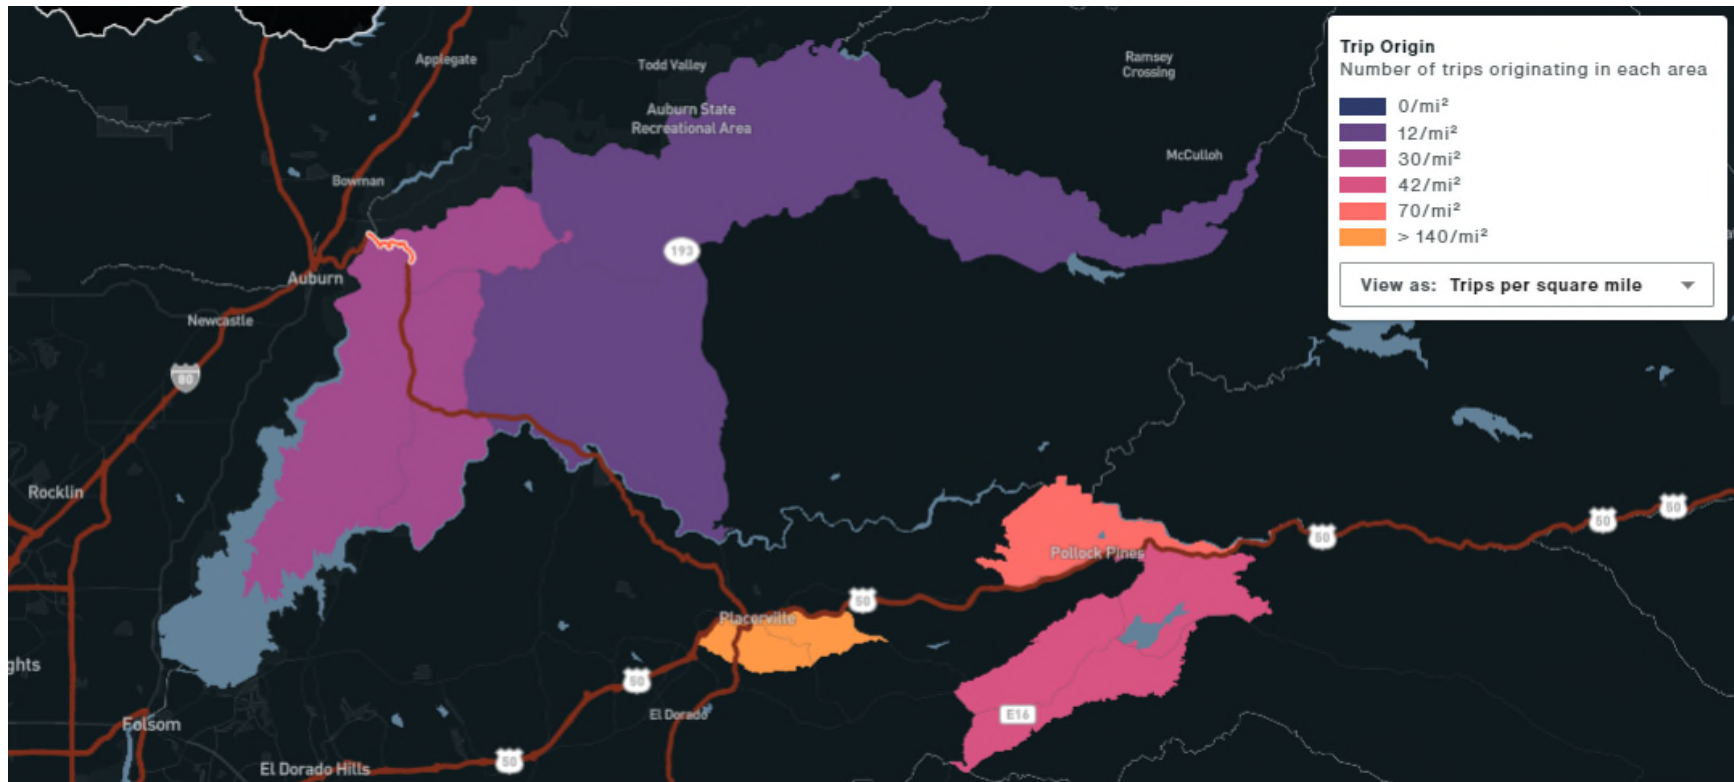 Applegate
Todd Valley
Ramsey
Crossing
Auburn State
Recreational Area
McCulloh
Bowman
193
Auburn
Newcastle
80
Rocklin
50
50
50
Pollock Pines
50
Placerville
ghts
50
El Dorado
E16
Folsom
50
El Dorado Hills
Trip Origin
Number of trips originating in each area
0/mi²
12/mi²
30/mi²
42/mi²
70/mi²
> 140/mi²
View as: Trips per square mile